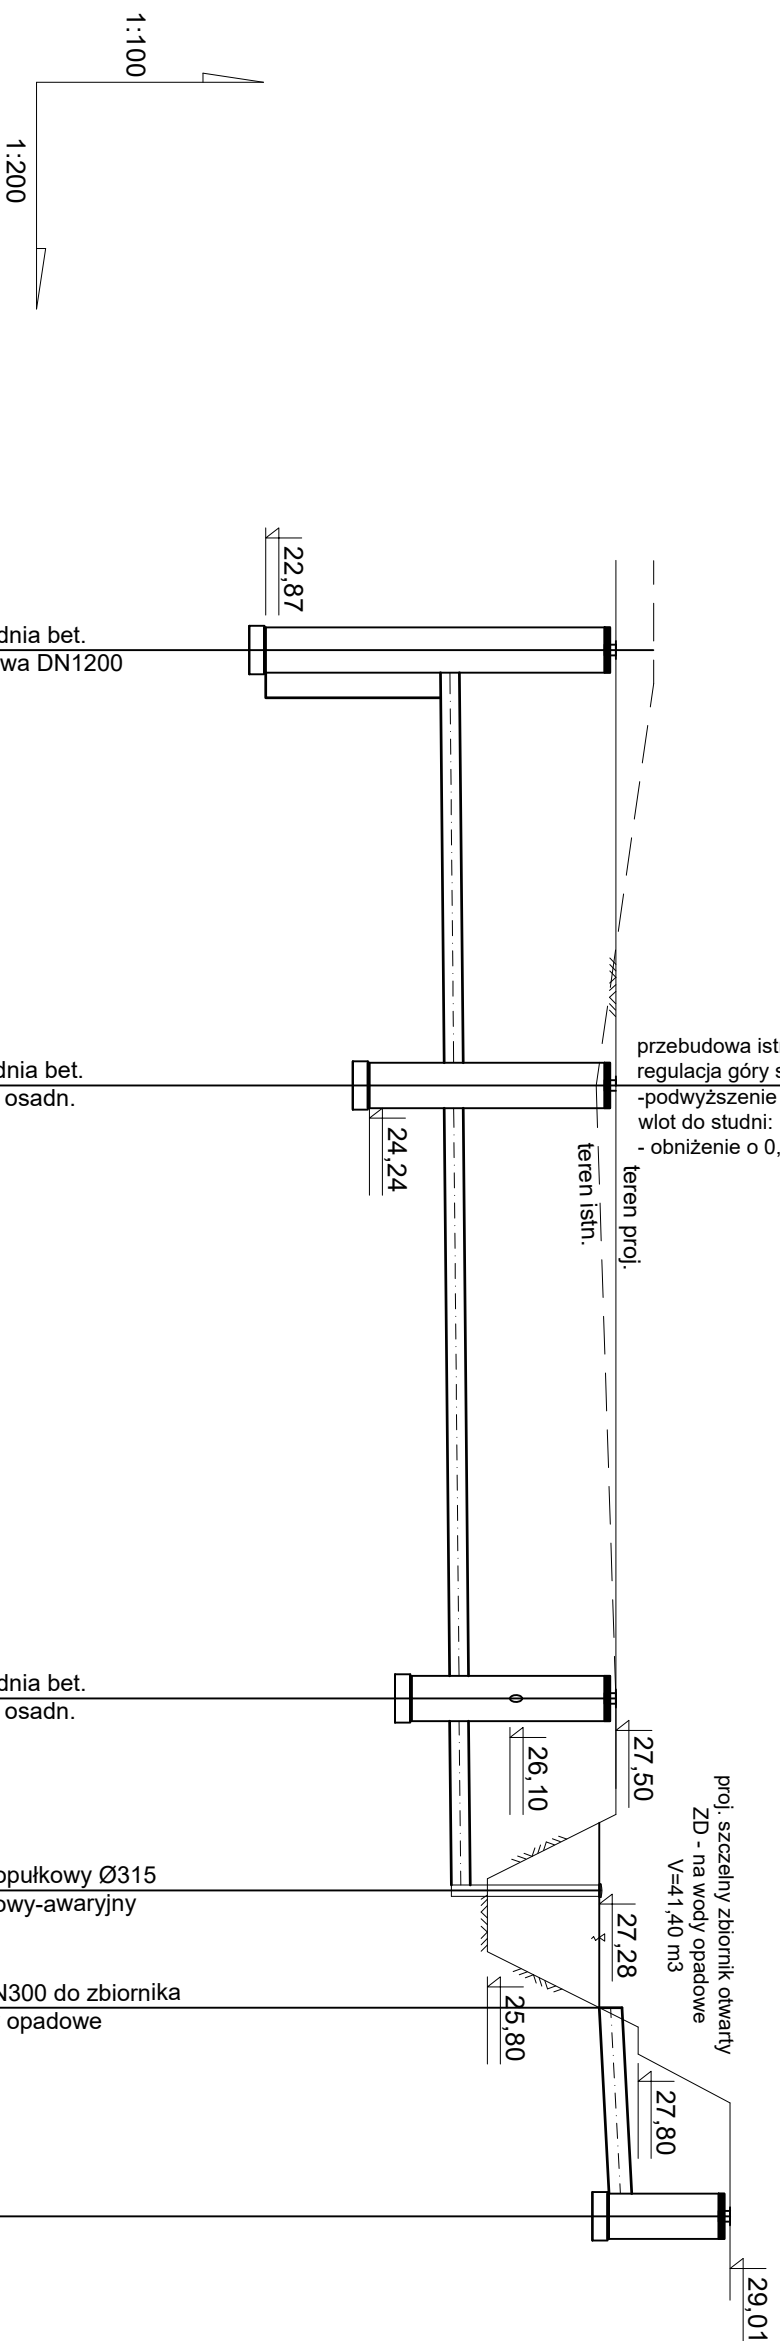 1:100
1:200
22,87
dnia bet.
wa DN1200
dnia bet.
osadn.
24,24
przebudowa
regulacja góry
-podwyższenie
wlot do studni:
- obniżenie o 0,
teren istn.
teren proj.
dnia bet.
osadn.
26,10
27,50
proj. szczelny zbiornik otwarty
ZD - na wody opadowe
V=41,40 m3
opułkowy Ø315
owy-awaryjny
27,28
N300 do zbiornika
opadowe
25,80
27,80
29,01